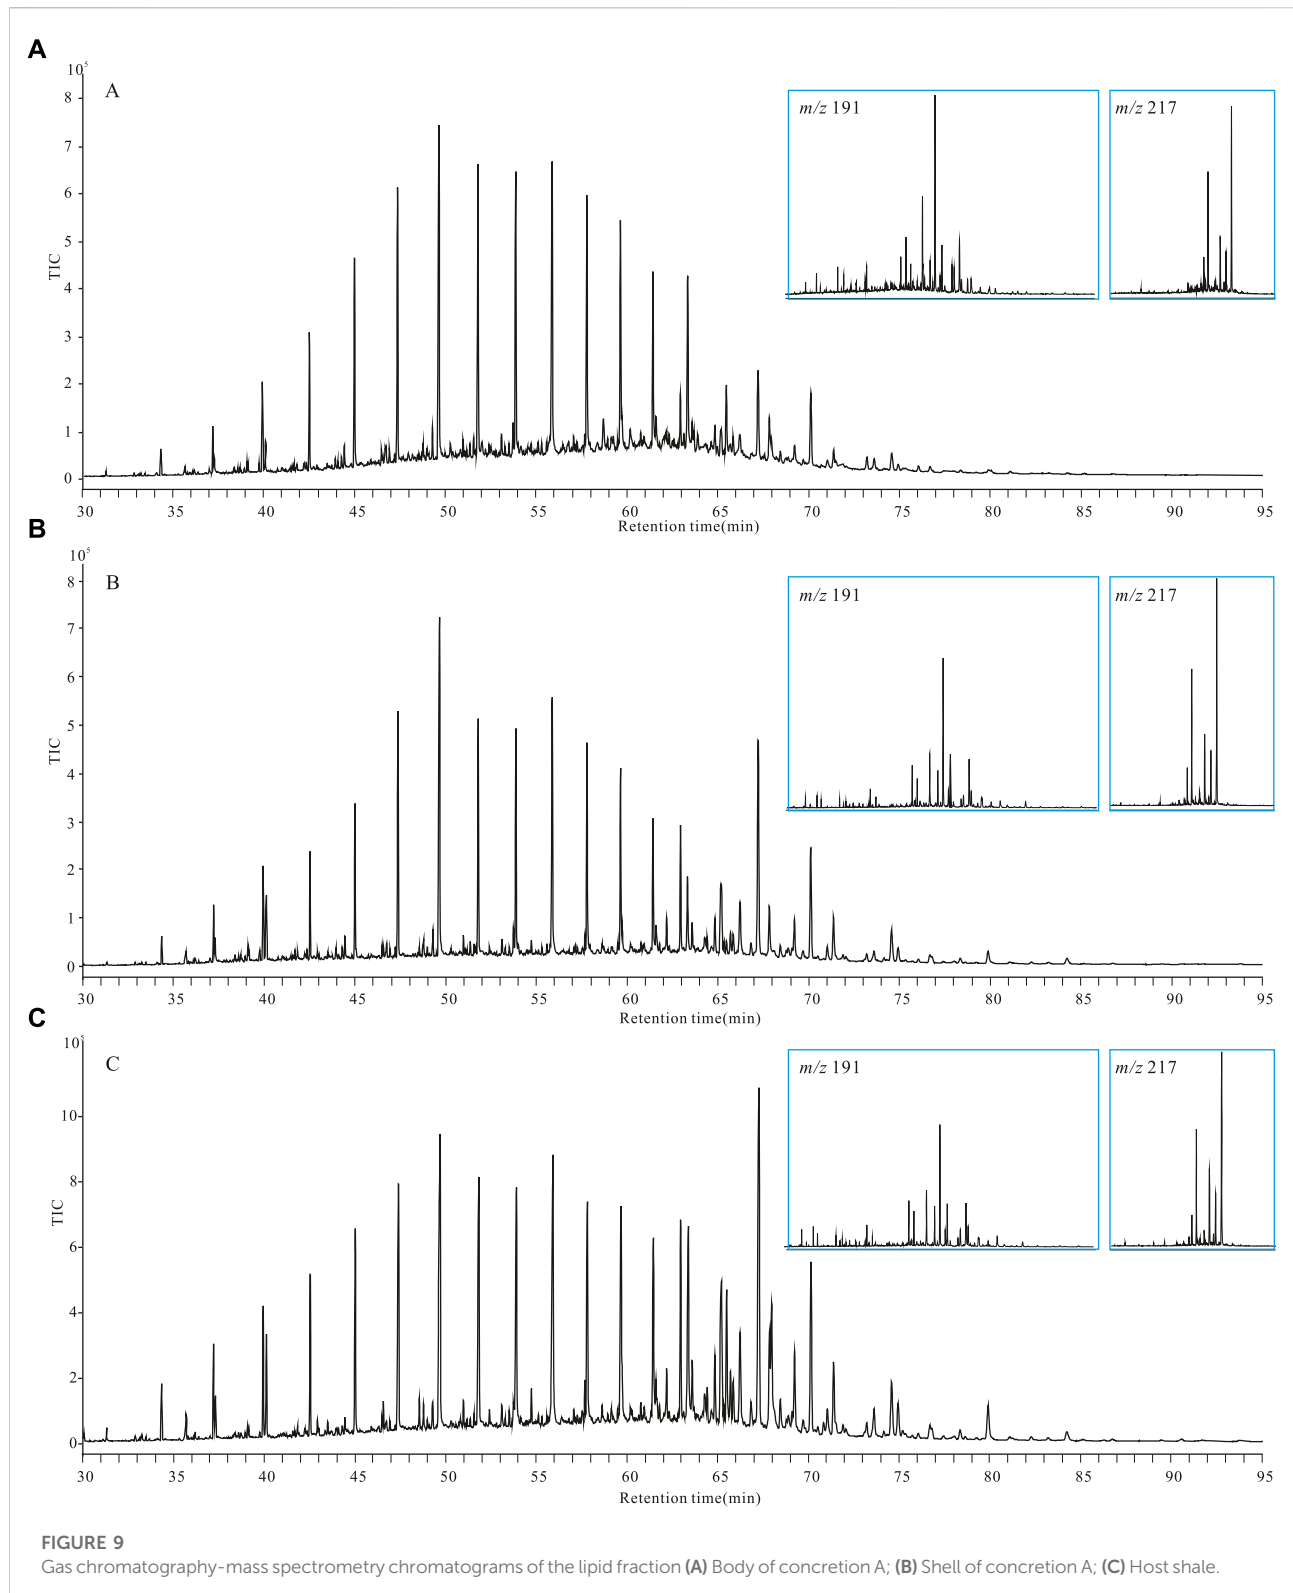 A
10⁵
A
m/z 191
m/z 217
8
7
6
5
4
3
2
1
0
TIC
30 35 40 45 50 55 60 65 70 75 80 85 90 95
Retention time(min)
B
10⁵
B
m/z 191
m/z 217
8
7
6
5
4
3
2
1
0
TIC
30 35 40 45 50 55 60 65 70 75 80 85 90 95
Retention time(min)
C
10⁵
C
m/z 191
m/z 217
10
8
6
4
2
0
TIC
30 35 40 45 50 55 60 65 70 75 80 85 90 95
Retention time(min)
FIGURE 9
Gas chromatography-mass spectrometry chromatograms of the lipid fraction (A) Body of concretion A; (B) Shell of concretion A; (C) Host shale.